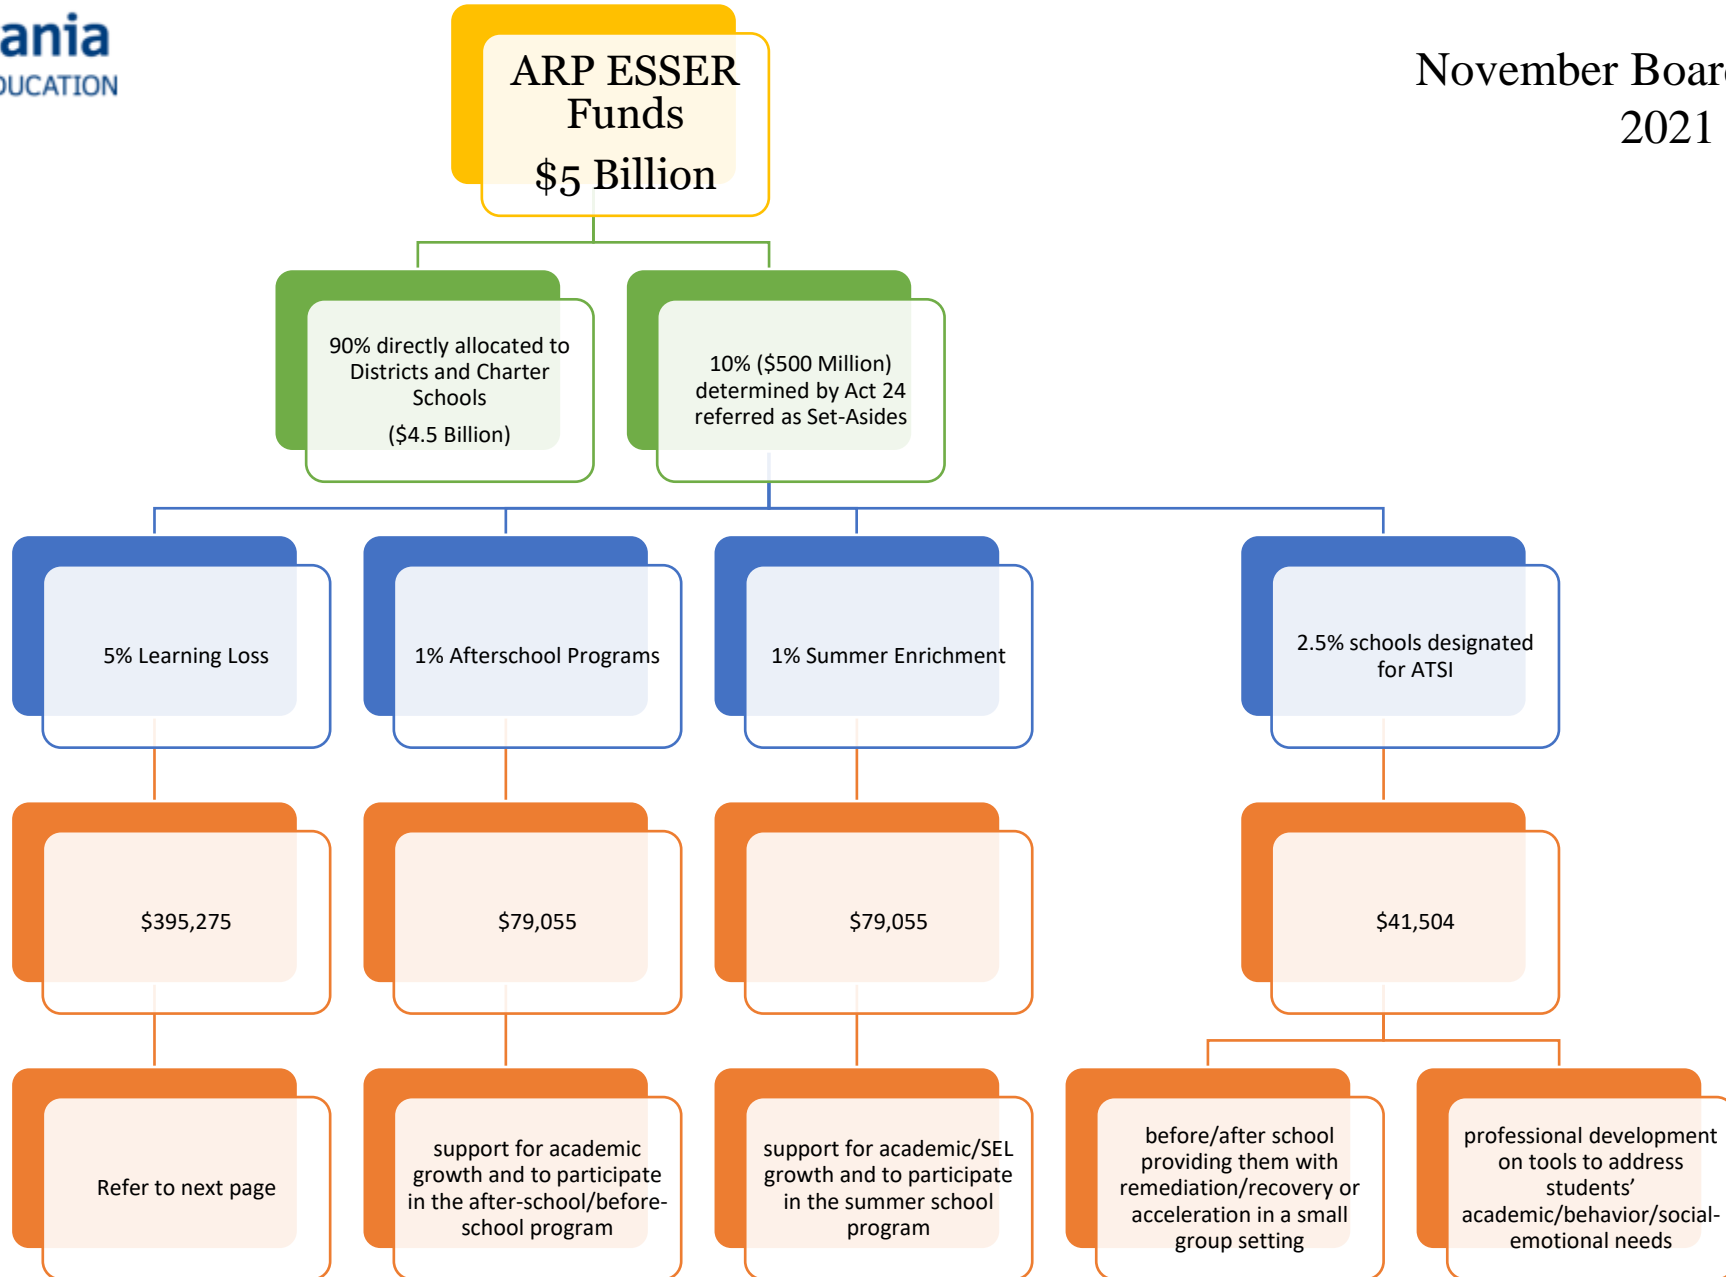 ania
DUCATION
November Boar
2021
ARP ESSER
Funds
$5 Billion
90% directly allocated to
Districts and Charter
Schools
($4.5 Billion)
10% ($500 Million)
determined by Act 24
referred as Set-Asides
5% Learning Loss
1% Afterschool Programs
1% Summer Enrichment
2.5% schools designated
for ATSI
$395,275
$79,055
$79,055
$41,504
Refer to next page
support for academic
growth and to participate
in the after-school/before-
school program
support for academic/SEL
growth and to participate
in the summer school
program
before/after school
providing them with
remediation/recovery or
acceleration in a small
group setting
professional development
on tools to address
students’
academic/behavior/social-
emotional needs